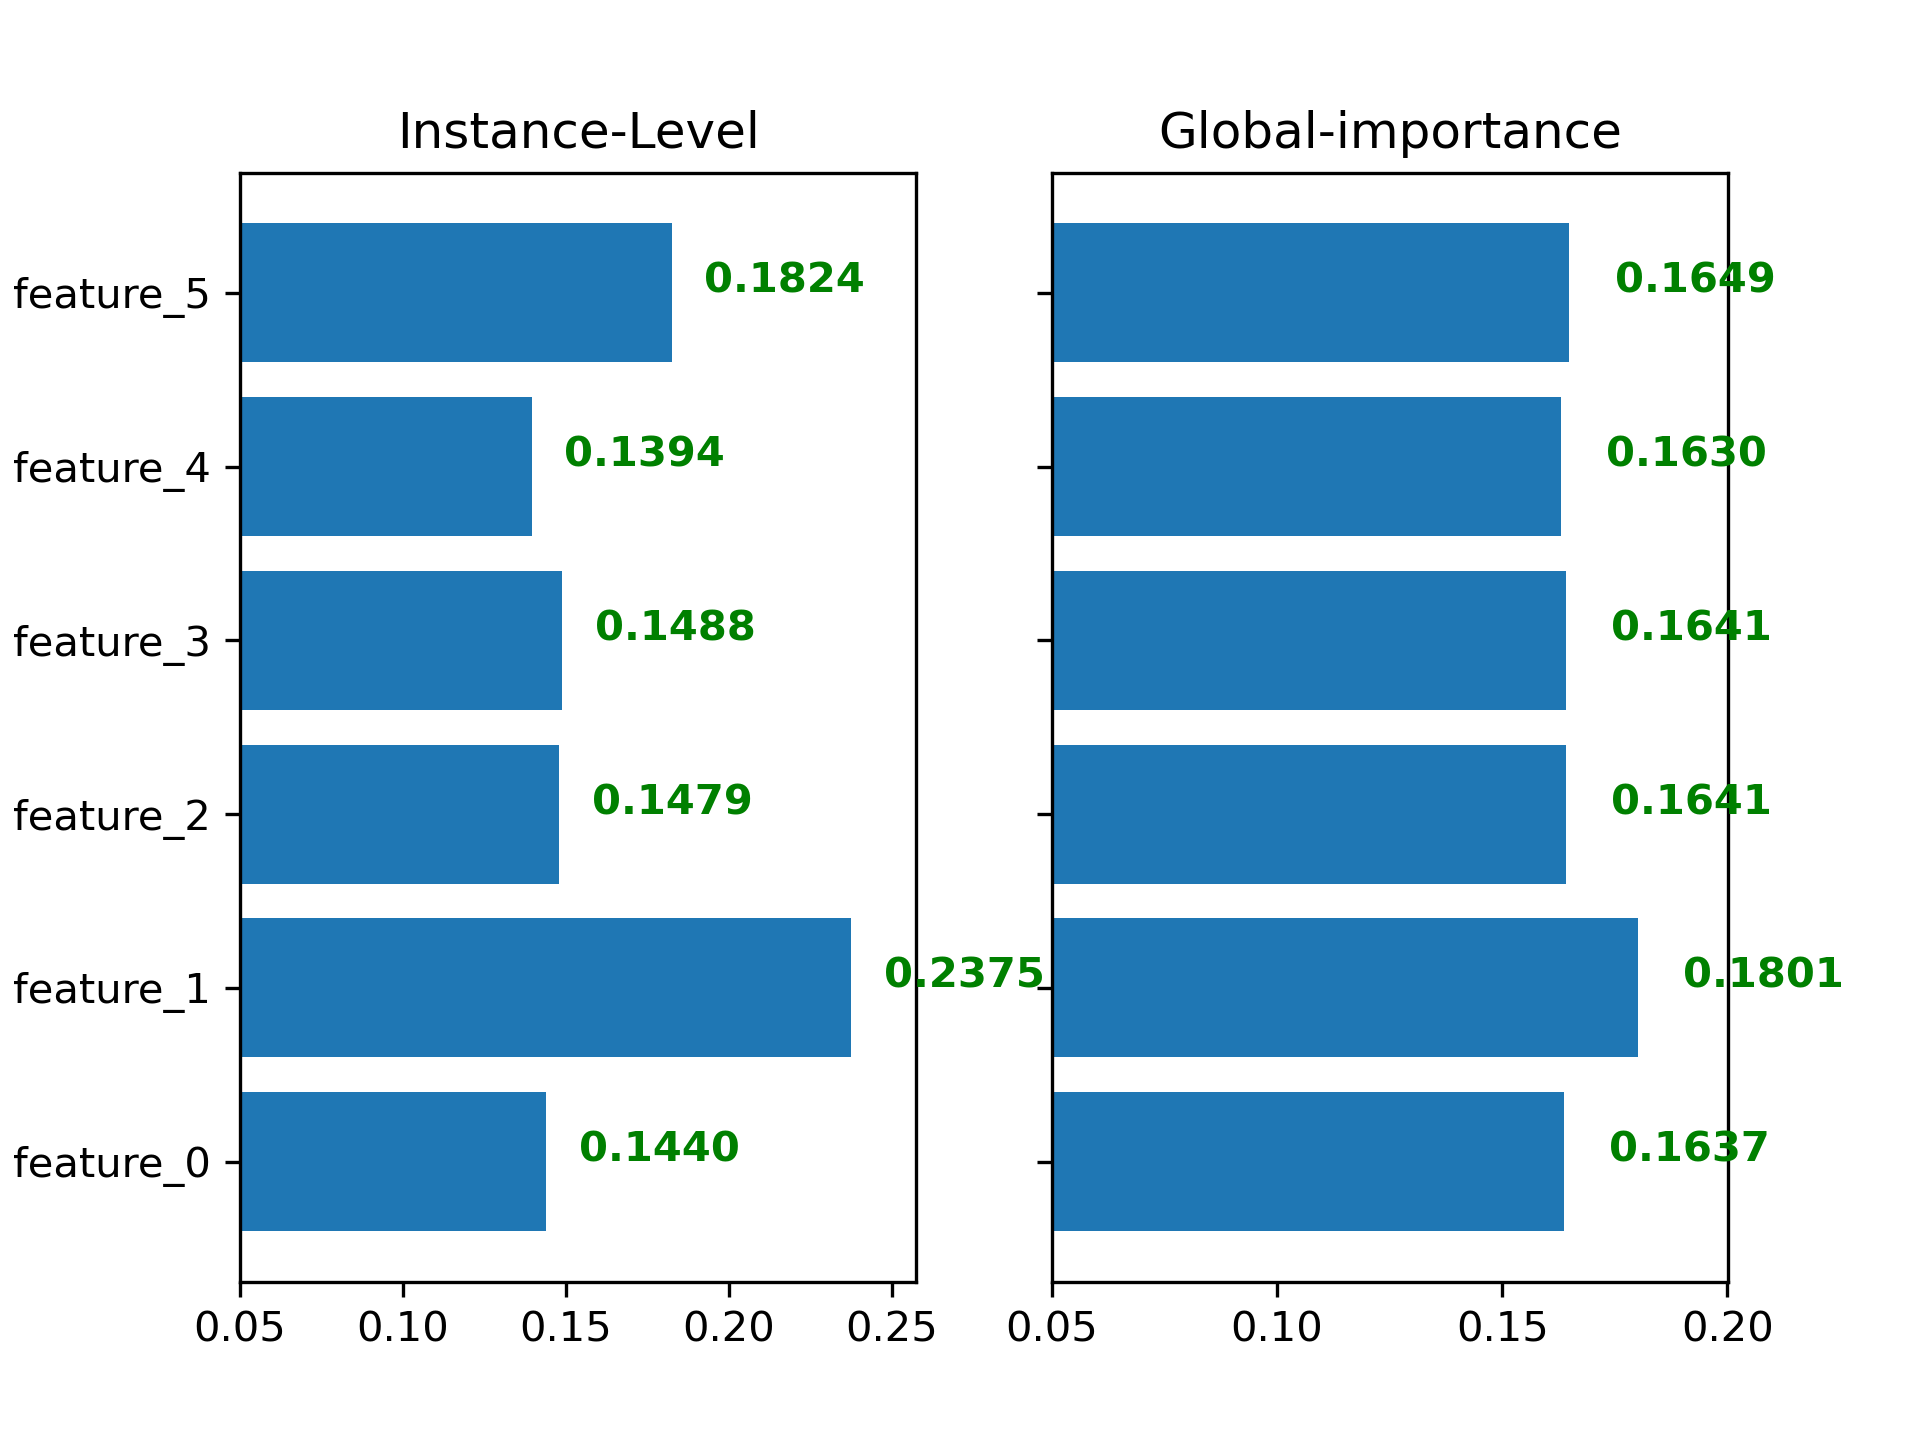 Instance-Level
Global-importance
feature_5
0.1824
0.1649
feature_4
0.1394
0.1630
feature_3
0.1488
0.1641
feature_2
0.1479
0.1641
feature_1
0.2375
0.1801
feature_0
0.1440
0.1637
0.05 0.10 0.15 0.20 0.25
0.05 0.10 0.15 0.20